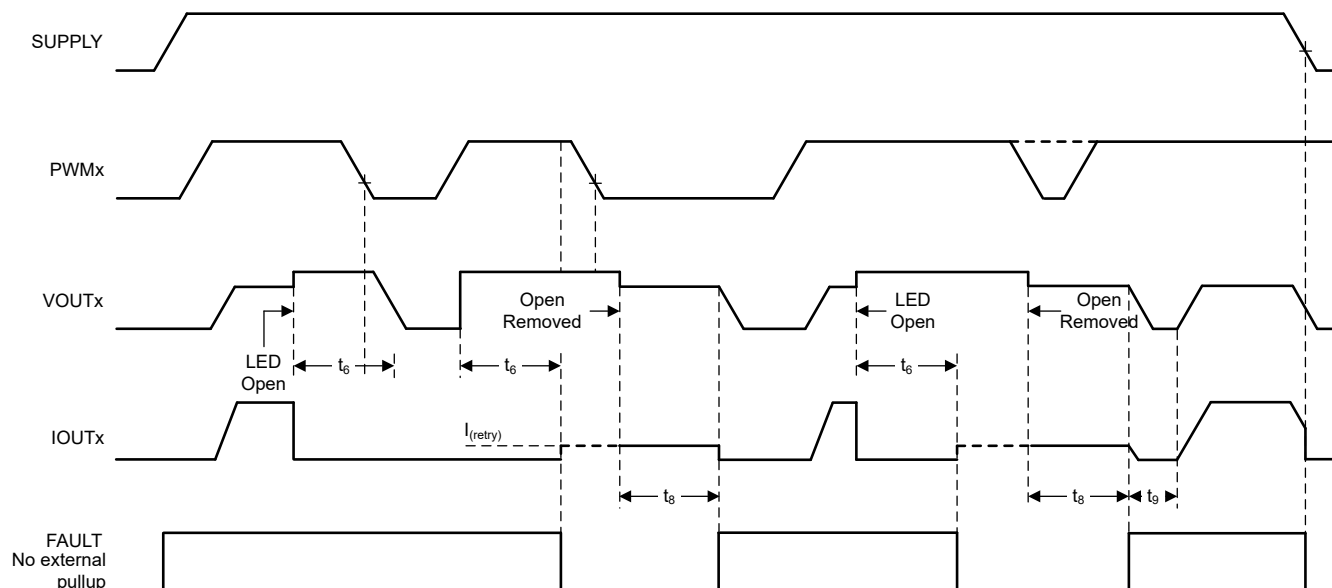 SUPPLY
PWMx
VOUTx
LED
Open
t6
t6
Open
Removed
LED
Open
t6
Open
Removed
IOUTx
I(retry)
t8
t8
t9
FAULT
No external
pullup